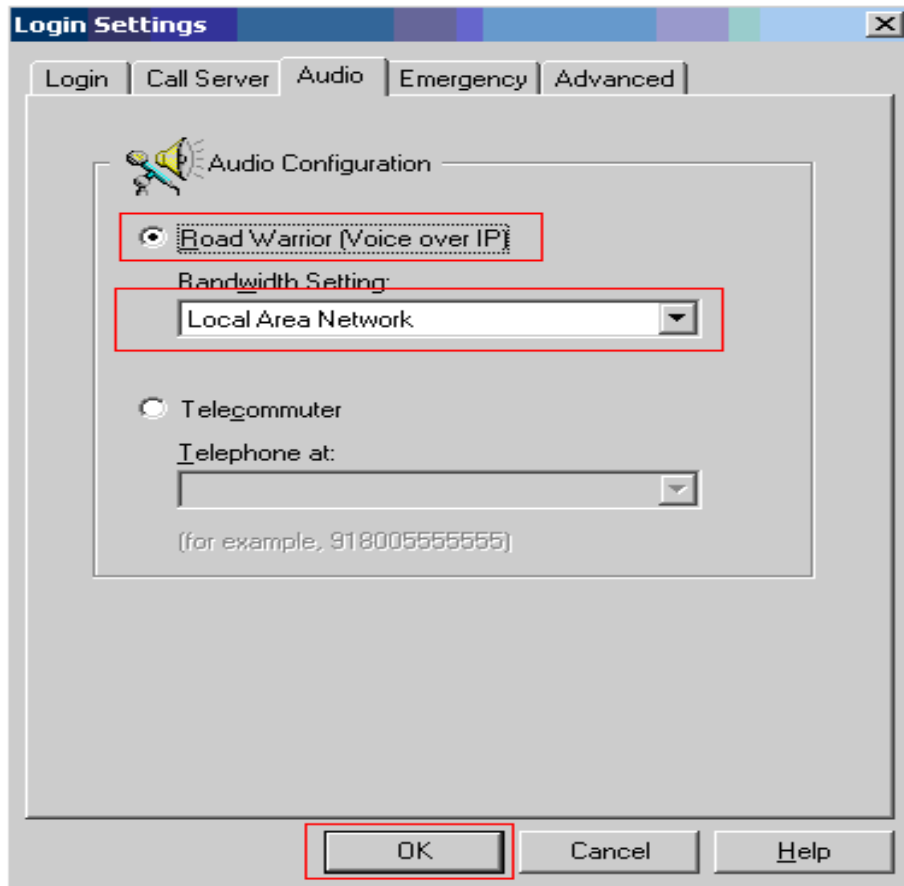 Login Settings
Login Call Server Audio Emergency Advanced
Audio Configuration
Road Warrior (Voice over IP)
Bandwidth Setting:
Local Area Network
Telecommuter
Telephone at:
(for example, 918005555555)
OK Cancel Help